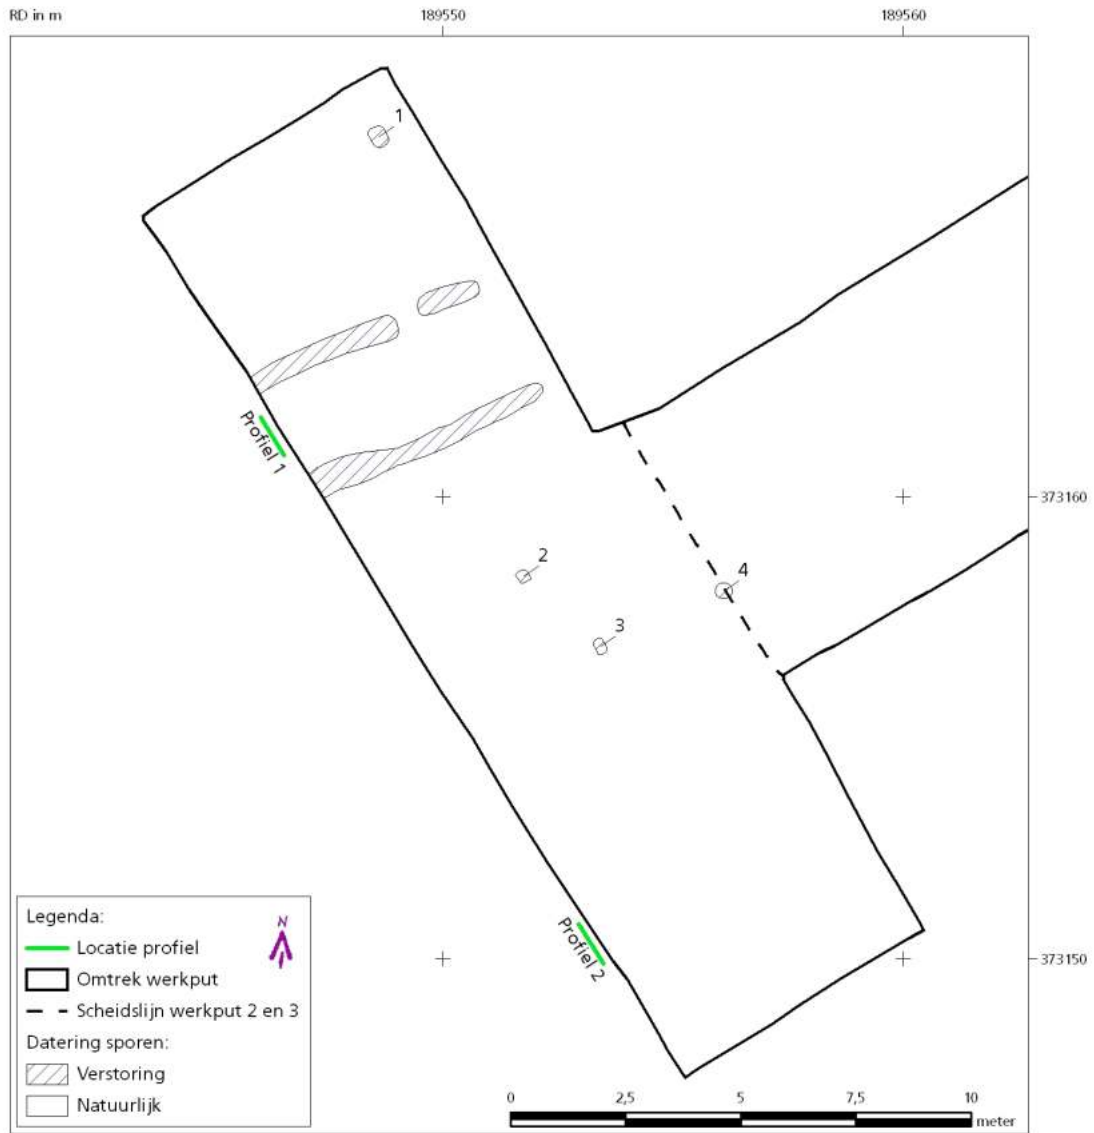 RD in m
189550
189560
1
Profiel 1
373160
2
4
3
Profiel 2
373150
Legenda:
N
Locatie profiel
Omtrek werkput
Scheidslijn werkput 2 en 3
Datering sporen:
Verstoring
Natuurlijk
0 2,5 5 7,5 10
meter